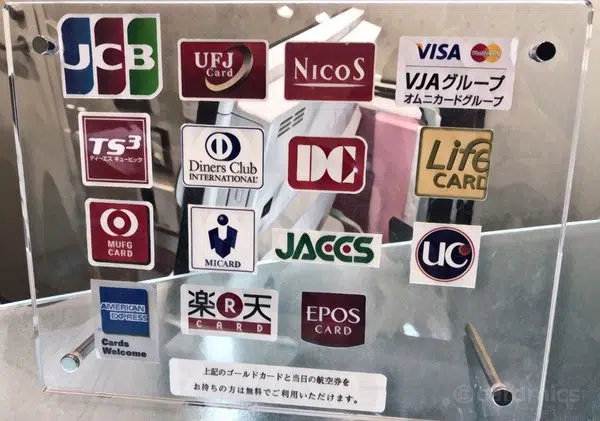 JCB
UFJ
Card
NICOS
VISA MasterCard
VJAグループ
オムニカードグループ
TS3
ティーエス キュービック
Diners Club
INTERNATIONAL
DC
Life
CARD
MUFG
CARD
MICARD
JACCS
UC
AMERICAN
EXPRESS
Cards
Welcome
楽R天
CARD
EPOS
CARD
上記のゴールドカードと当日の航空券を
お持ちの方は無料でご利用いただけます。